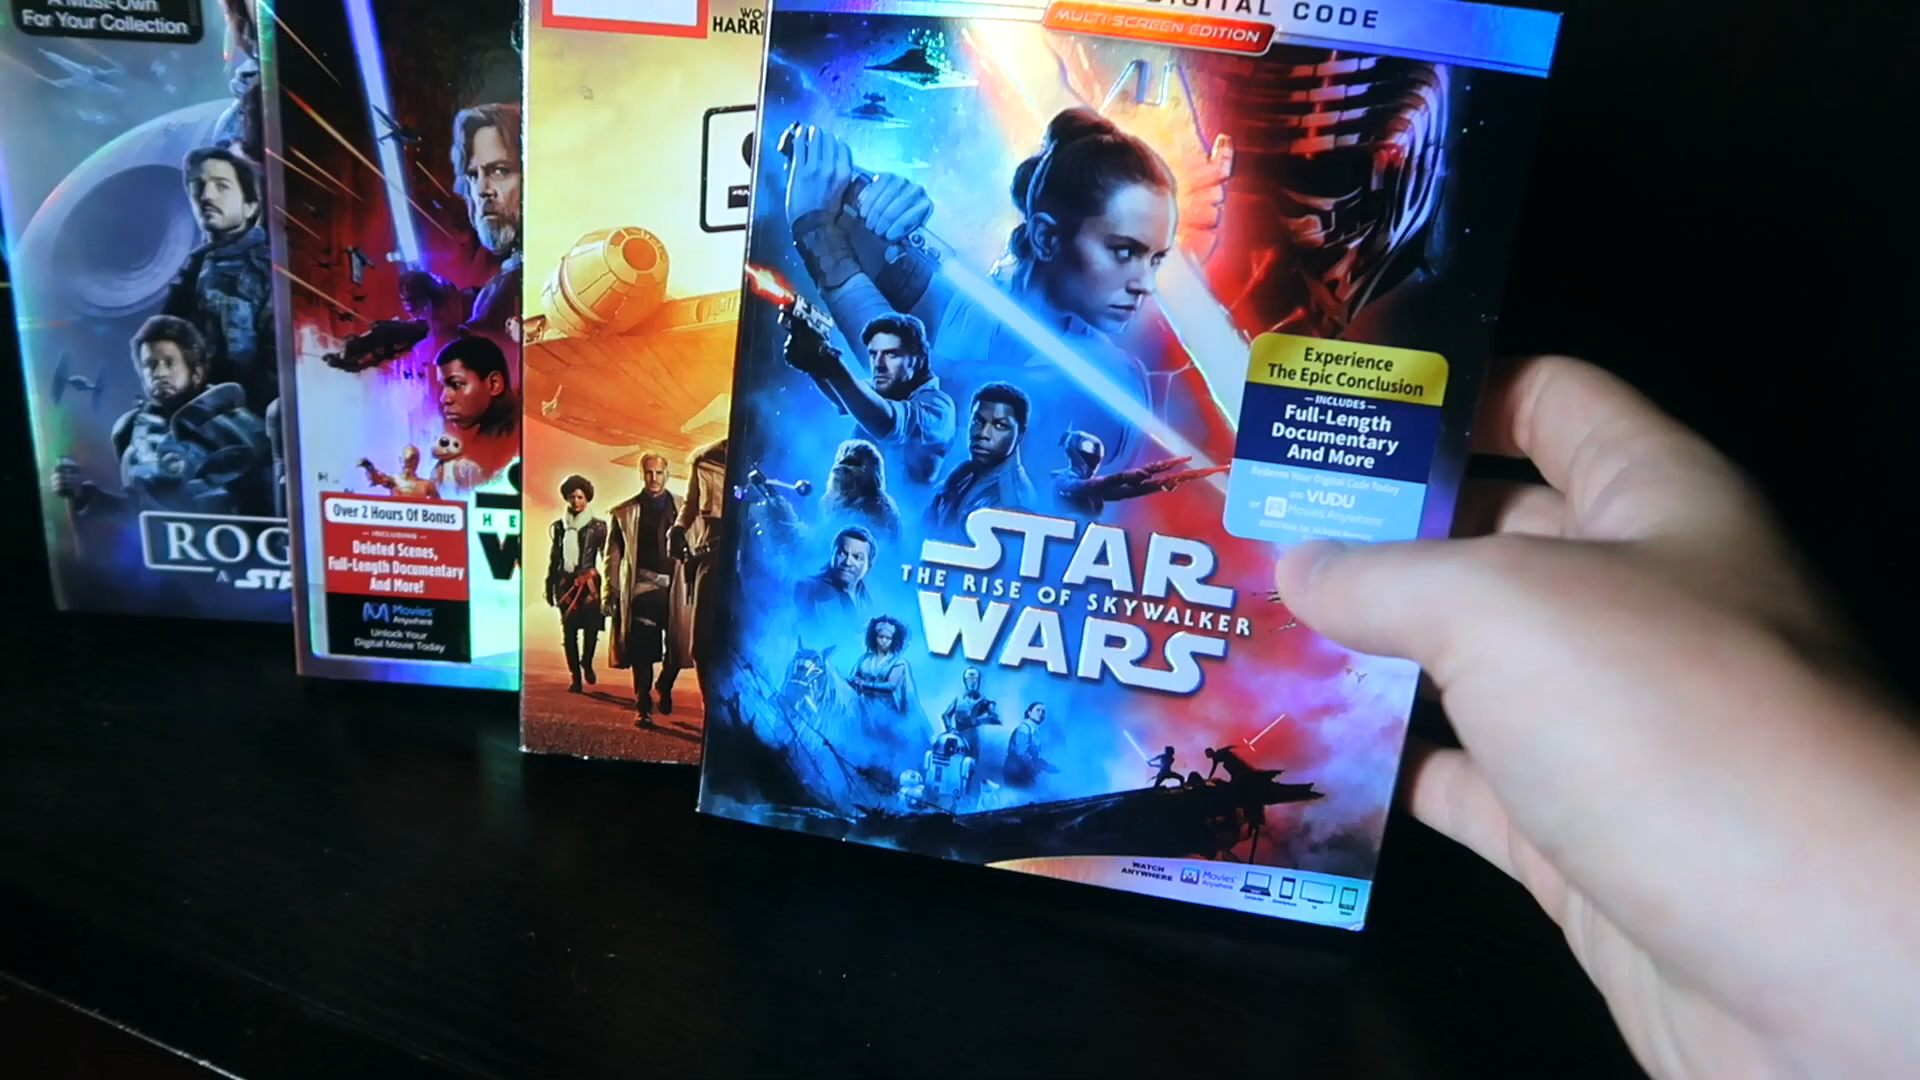 A Must-Own
For Your Collection
ROG
A STA
Over 2 Hours Of Bonus
— INCLUDING —
Deleted Scenes,
Full-Length Documentary
And More!
Movies
Anywhere
Unlock Your
Digital Movie Today
HE
W
WO
HARR
DIGITAL CODE
MULTI-SCREEN EDITION
Experience
The Epic Conclusion
— INCLUDES —
Full-Length
Documentary
And More
Redeem Your Digital Code Today
on VUDU
or Movies Anywhere
STAR
THE RISE OF SKYWALKER
WARS
WATCH
ANYWHERE
Movies
Anywhere